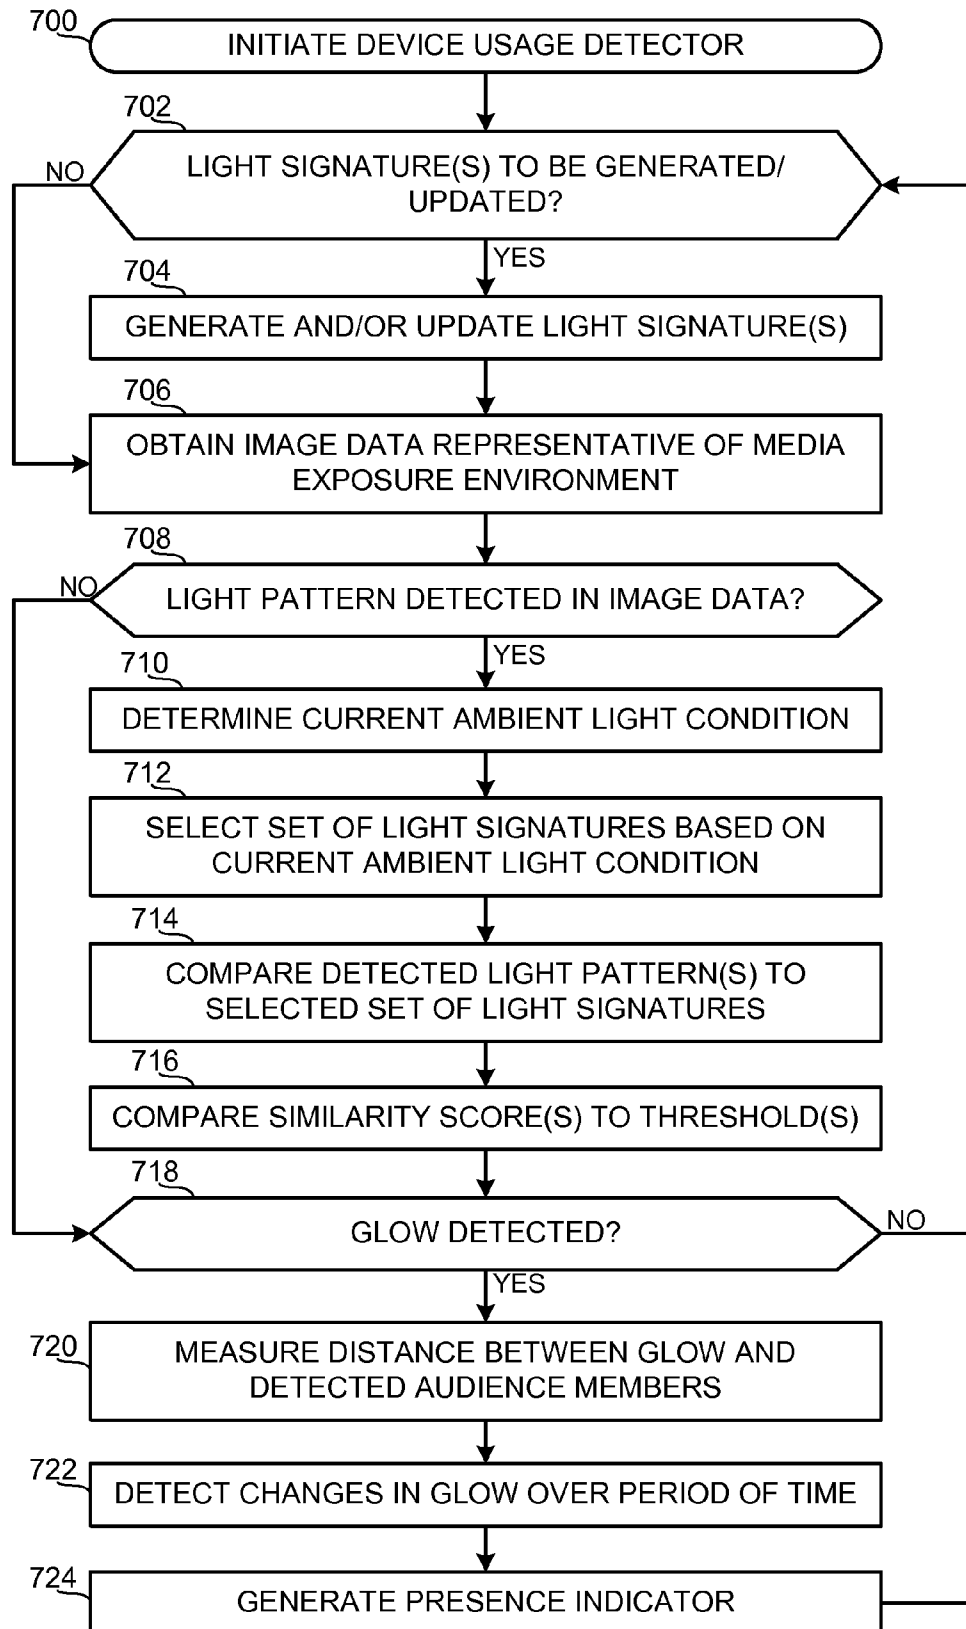 700
INITIATE DEVICE USAGE DETECTOR
702
NO
LIGHT SIGNATURE(S) TO BE GENERATED/
UPDATED?
YES
704
GENERATE AND/OR UPDATE LIGHT SIGNATURE(S)
706
OBTAIN IMAGE DATA REPRESENTATIVE OF MEDIA
EXPOSURE ENVIRONMENT
708
NO
LIGHT PATTERN DETECTED IN IMAGE DATA?
YES
710
DETERMINE CURRENT AMBIENT LIGHT CONDITION
712
SELECT SET OF LIGHT SIGNATURES BASED ON
CURRENT AMBIENT LIGHT CONDITION
714
COMPARE DETECTED LIGHT PATTERN(S) TO
SELECTED SET OF LIGHT SIGNATURES
716
COMPARE SIMILARITY SCORE(S) TO THRESHOLD(S)
718
GLOW DETECTED?
NO
YES
720
MEASURE DISTANCE BETWEEN GLOW AND
DETECTED AUDIENCE MEMBERS
722
DETECT CHANGES IN GLOW OVER PERIOD OF TIME
724
GENERATE PRESENCE INDICATOR